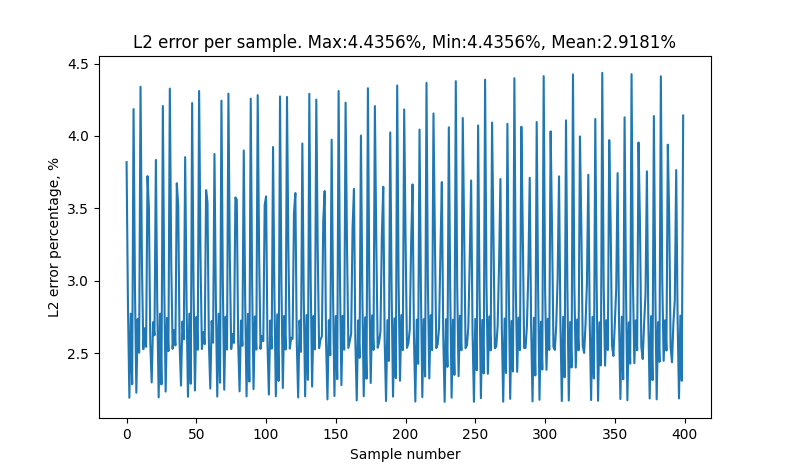 L2 error per sample. Max:4.4356%, Min:4.4356%, Mean:2.9181%
4.5
4.0
3.5
3.0
2.5
L2 error percentage, %
0 50 100 150 200 250 300 350 400
Sample number